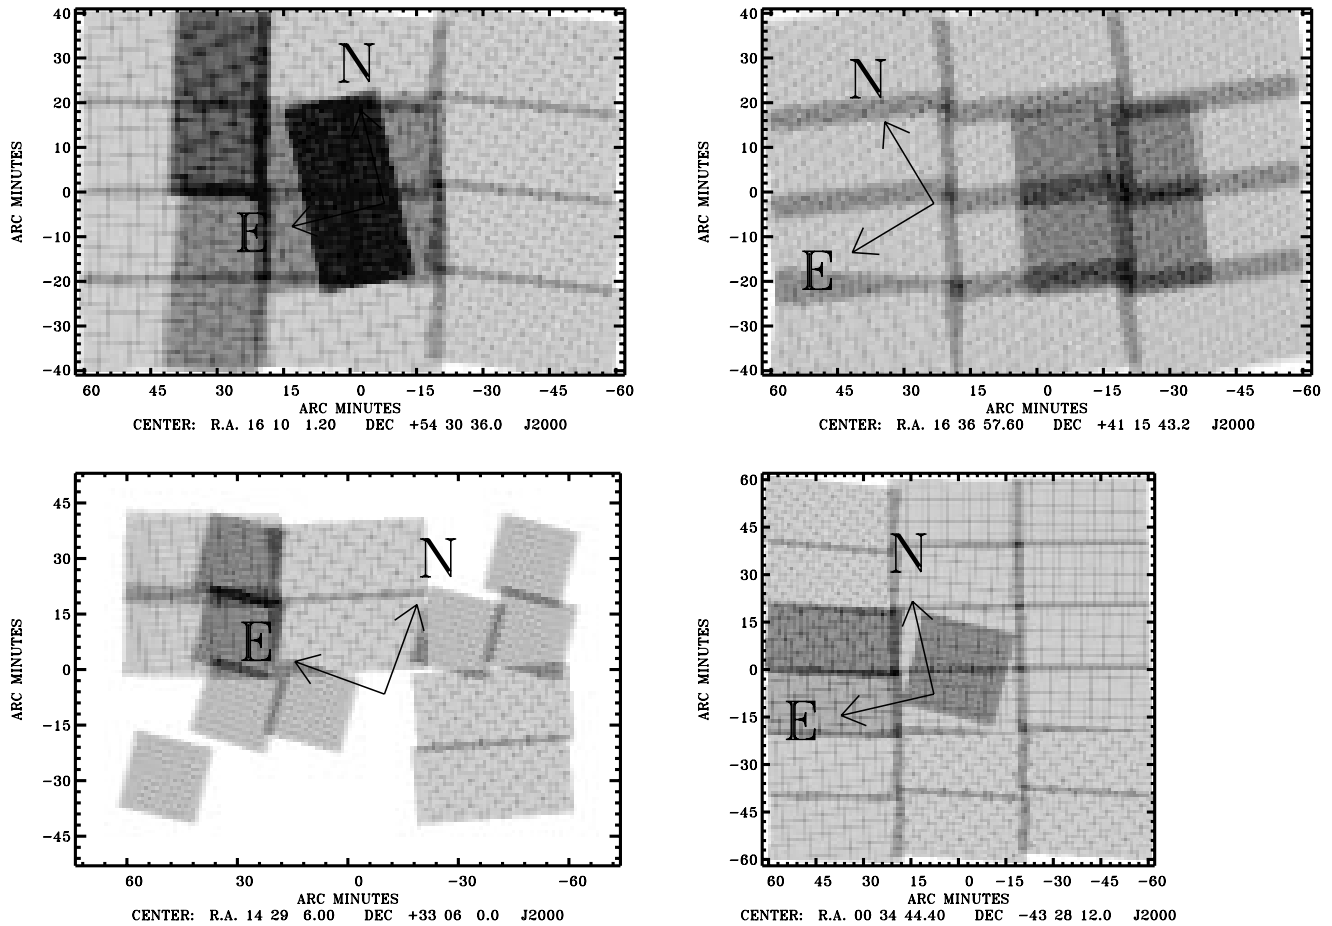 40
30
20
10
0
-10
-20
-30
-40
ARC MINUTES
N
E
60 45 30 15 0 -15 -30 -45 -60
ARC MINUTES
CENTER: R.A. 16 10 1.20 DEC +54 30 36.0 J2000
40
30
20
10
0
-10
-20
-30
-40
ARC MINUTES
N
E
60 45 30 15 0 -15 -30 -45 -60
ARC MINUTES
CENTER: R.A. 16 36 57.60 DEC +41 15 43.2 J2000
45
30
15
0
-15
-30
-45
ARC MINUTES
N
E
60 30 0 -30 -60
ARC MINUTES
CENTER: R.A. 14 29 6.00 DEC +33 06 0.0 J2000
60
45
30
15
0
-15
-30
-45
-60
ARC MINUTES
N
E
60 45 30 15 0 -15 -30 -45 -60
ARC MINUTES
CENTER: R.A. 00 34 44.40 DEC -43 28 12.0 J2000